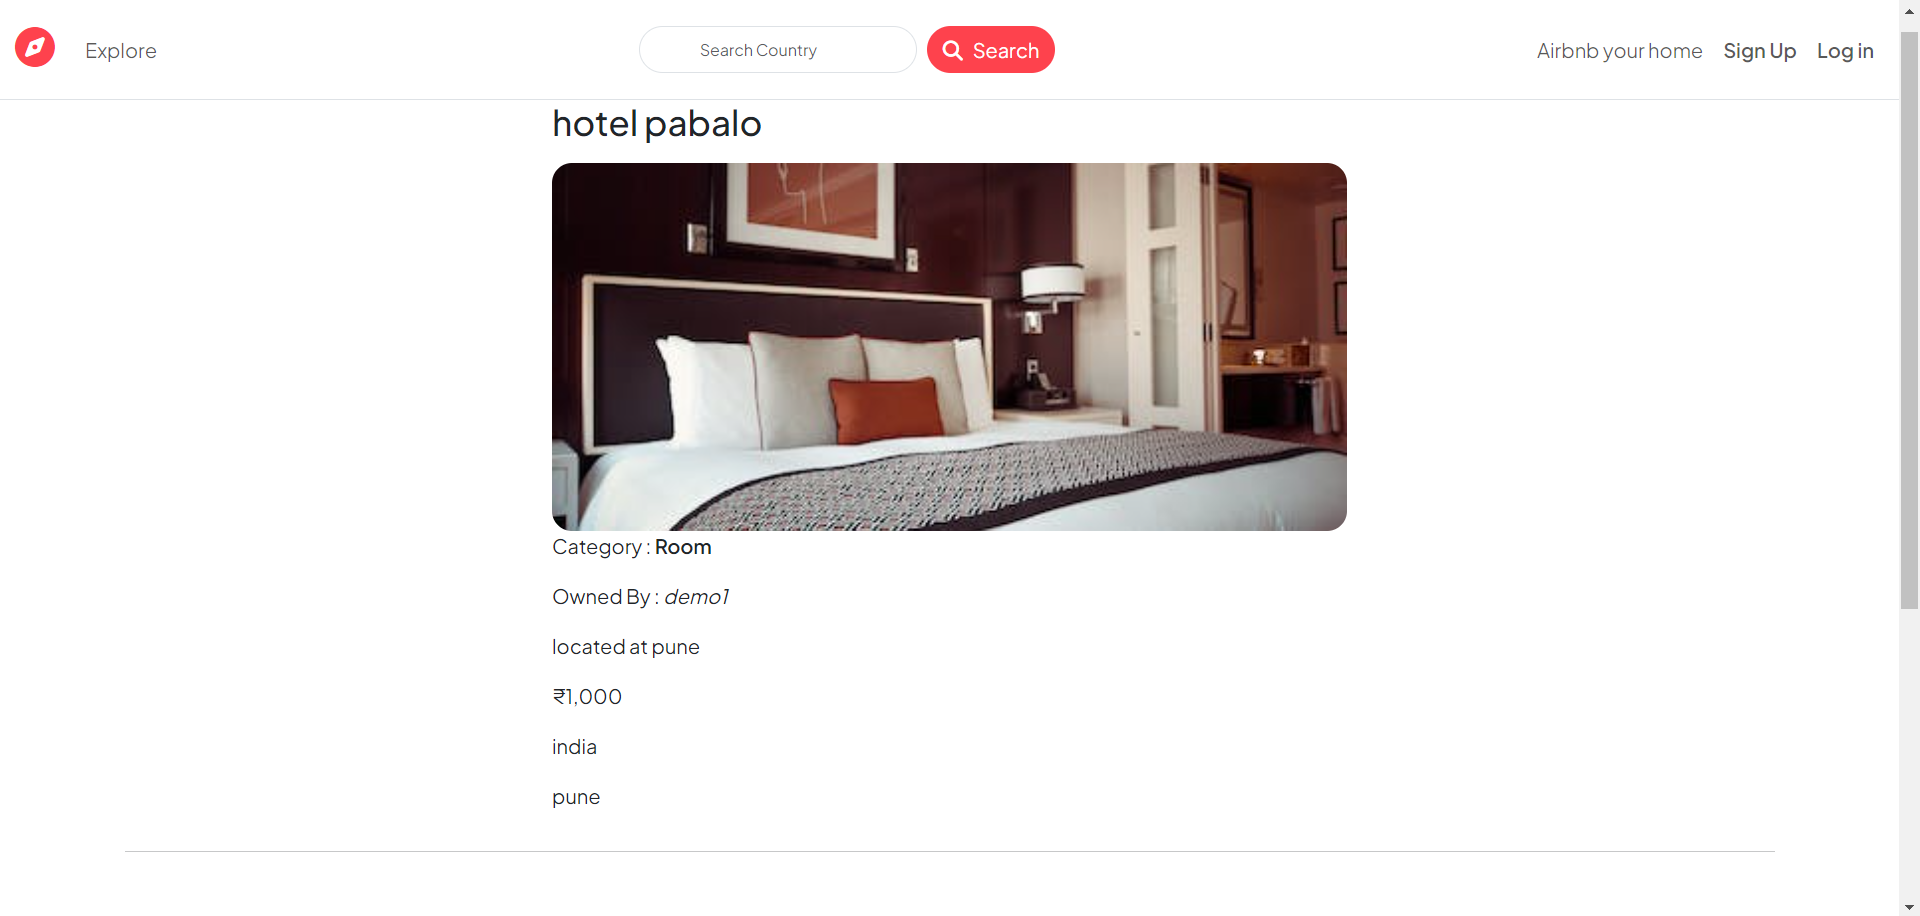 Explore
Search Country
Search
Airbnb your home
Sign Up
Log in
hotel pabalo
Category : Room
Owned By : demo1
located at pune
₹1,000
india
pune